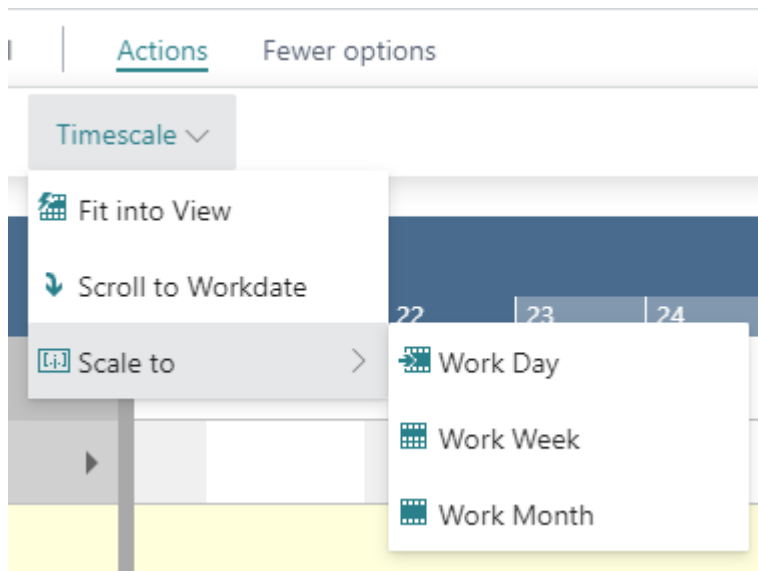 Actions Fewer options
Timescale
Fit into View
Scroll to Workdate
22 23 24
Scale to
Work Day
Work Week
Work Month